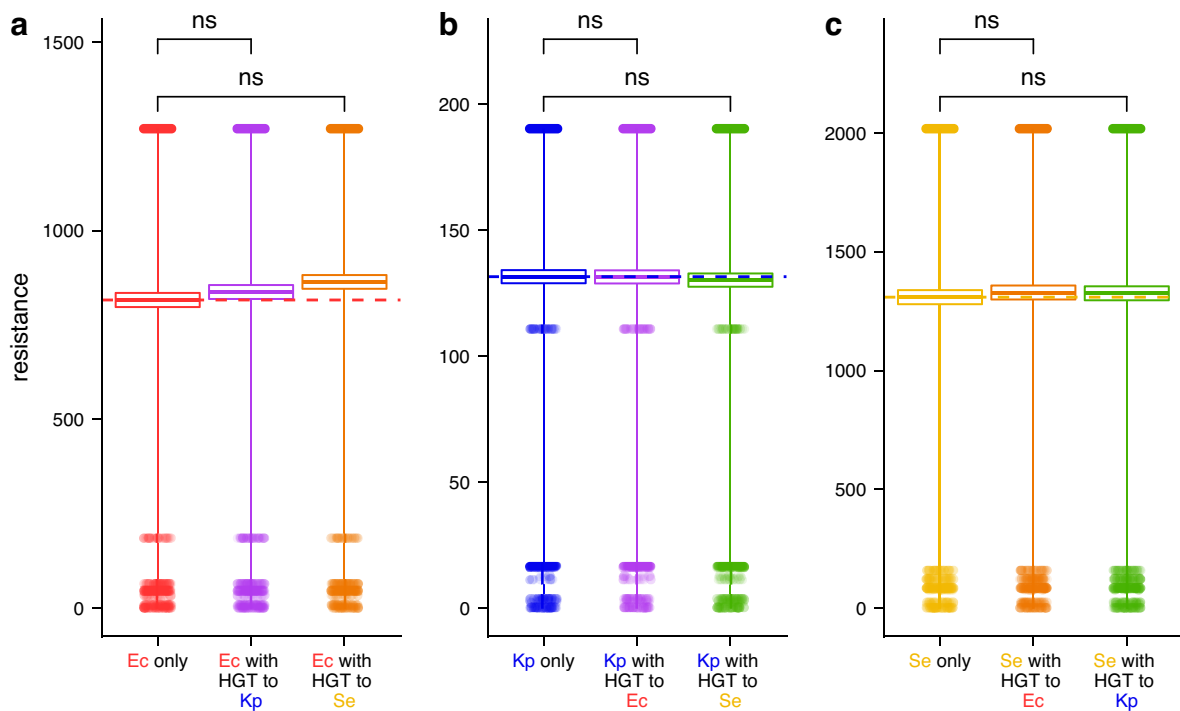 a
ns
ns
1500
1000
500
0
resistance
Ec only
Ec with
HGT to
Kp
Ec with
HGT to
Se
b
ns
ns
200
150
100
50
0
Kp only
Kp with
HGT to
Ec
Kp with
HGT to
Se
c
ns
ns
2000
1500
1000
500
0
Se only
Se with
HGT to
Ec
Se with
HGT to
Kp